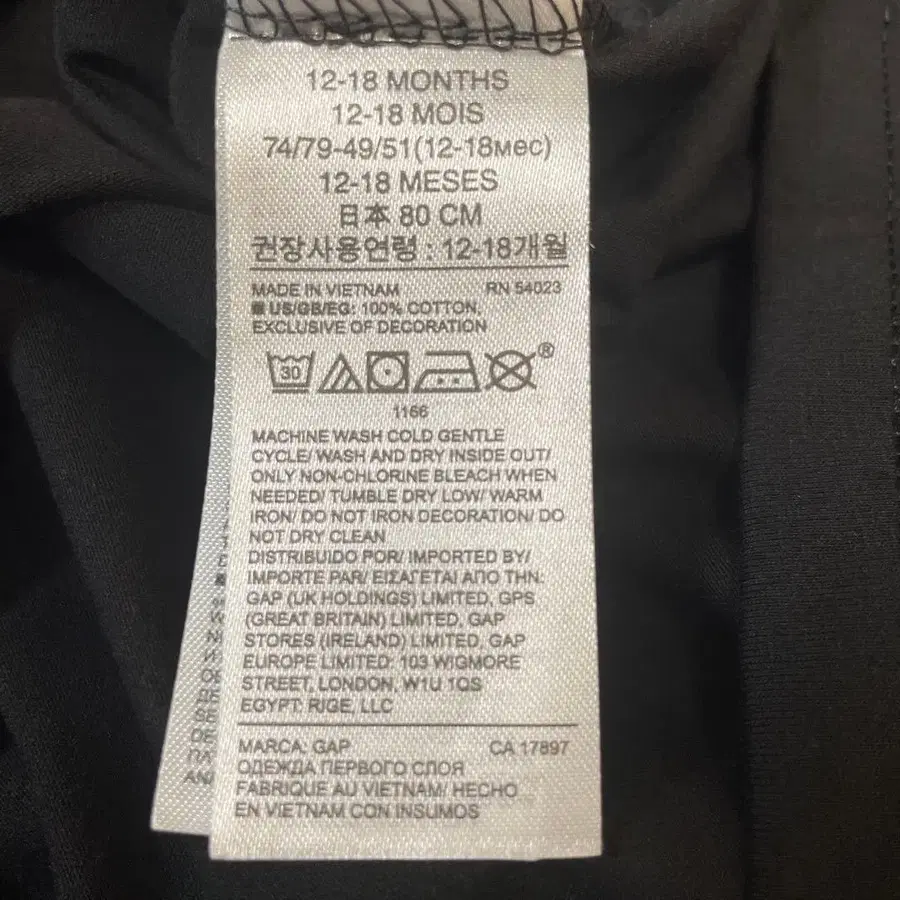 12-18 MONTHS
12-18 MOIS
74/79-49/51(12-18мес)
12-18 MESES
日本 80 CM
권장사용연령 : 12-18개월
MADE IN VIETNAM RN 54023
US/GB/EG: 100% COTTON,
EXCLUSIVE OF DECORATION
30 ®
1166
MACHINE WASH COLD GENTLE
CYCLE/ WASH AND DRY INSIDE OUT/
ONLY NON-CHLORINE BLEACH WHEN
NEEDED/ TUMBLE DRY LOW/ WARM
IRON/ DO NOT IRON DECORATION/ DO
NOT DRY CLEAN
DISTRIBUIDO POR/ IMPORTED BY/
IMPORTE PAR/ ΕΙΣΑΓΕΤΑΙ ΑΠΟ ΤΗΝ:
GAP (UK HOLDINGS) LIMITED, GPS
(GREAT BRITAIN) LIMITED, GAP
STORES (IRELAND) LIMITED, GAP
EUROPE LIMITED: 103 WIGMORE
STREET, LONDON, W1U 1QS
EGYPT: RIGE, LLC
MARCA: GAP CA 17897
ОДЕЖДА ПЕРВОГО СЛОЯ
FABRIQUE AU VIETNAM/ HECHO
EN VIETNAM CON INSUMOS